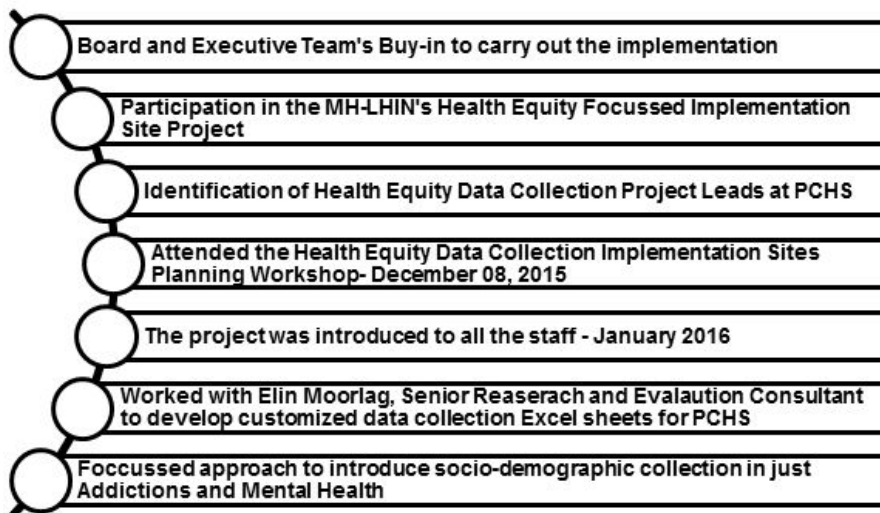 Board and Executive Team's Buy-in to carry out the implementation
Participation in the MH-LHIN's Health Equity Focussed Implementation
Site Project
Identification of Health Equity Data Collection Project Leads at PCHS
Attended the Health Equity Data Collection Implementation Sites
Planning Workshop- December 08, 2015
The project was introduced to all the staff - January 2016
Worked with Elin Moorlag, Senior Reaserach and Evalaution Consultant
to develop customized data collection Excel sheets for PCHS
Foccussed approach to introduce socio-demographic collection in just
Addictions and Mental Health